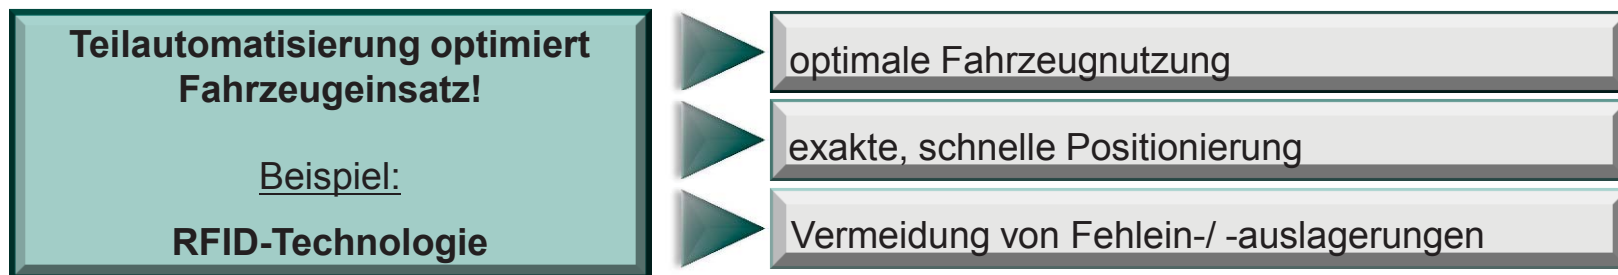 Teilautomatisierung optimiert
Fahrzeugeinsatz!
Beispiel:
RFID-Technologie
optimale Fahrzeugnutzung
exakte, schnelle Positionierung
Vermeidung von Fehlein-/ -auslagerungen